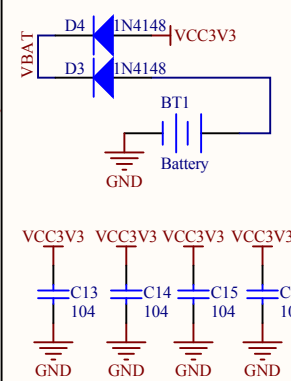 D4 1N4148
VCC3V3
VBAT
D3 1N4148
BT1
Battery
GND
VCC3V3 VCC3V3 VCC3V3 VCC3V3
C13 C14 C15 C
104 104 104 10
GND GND GND GND